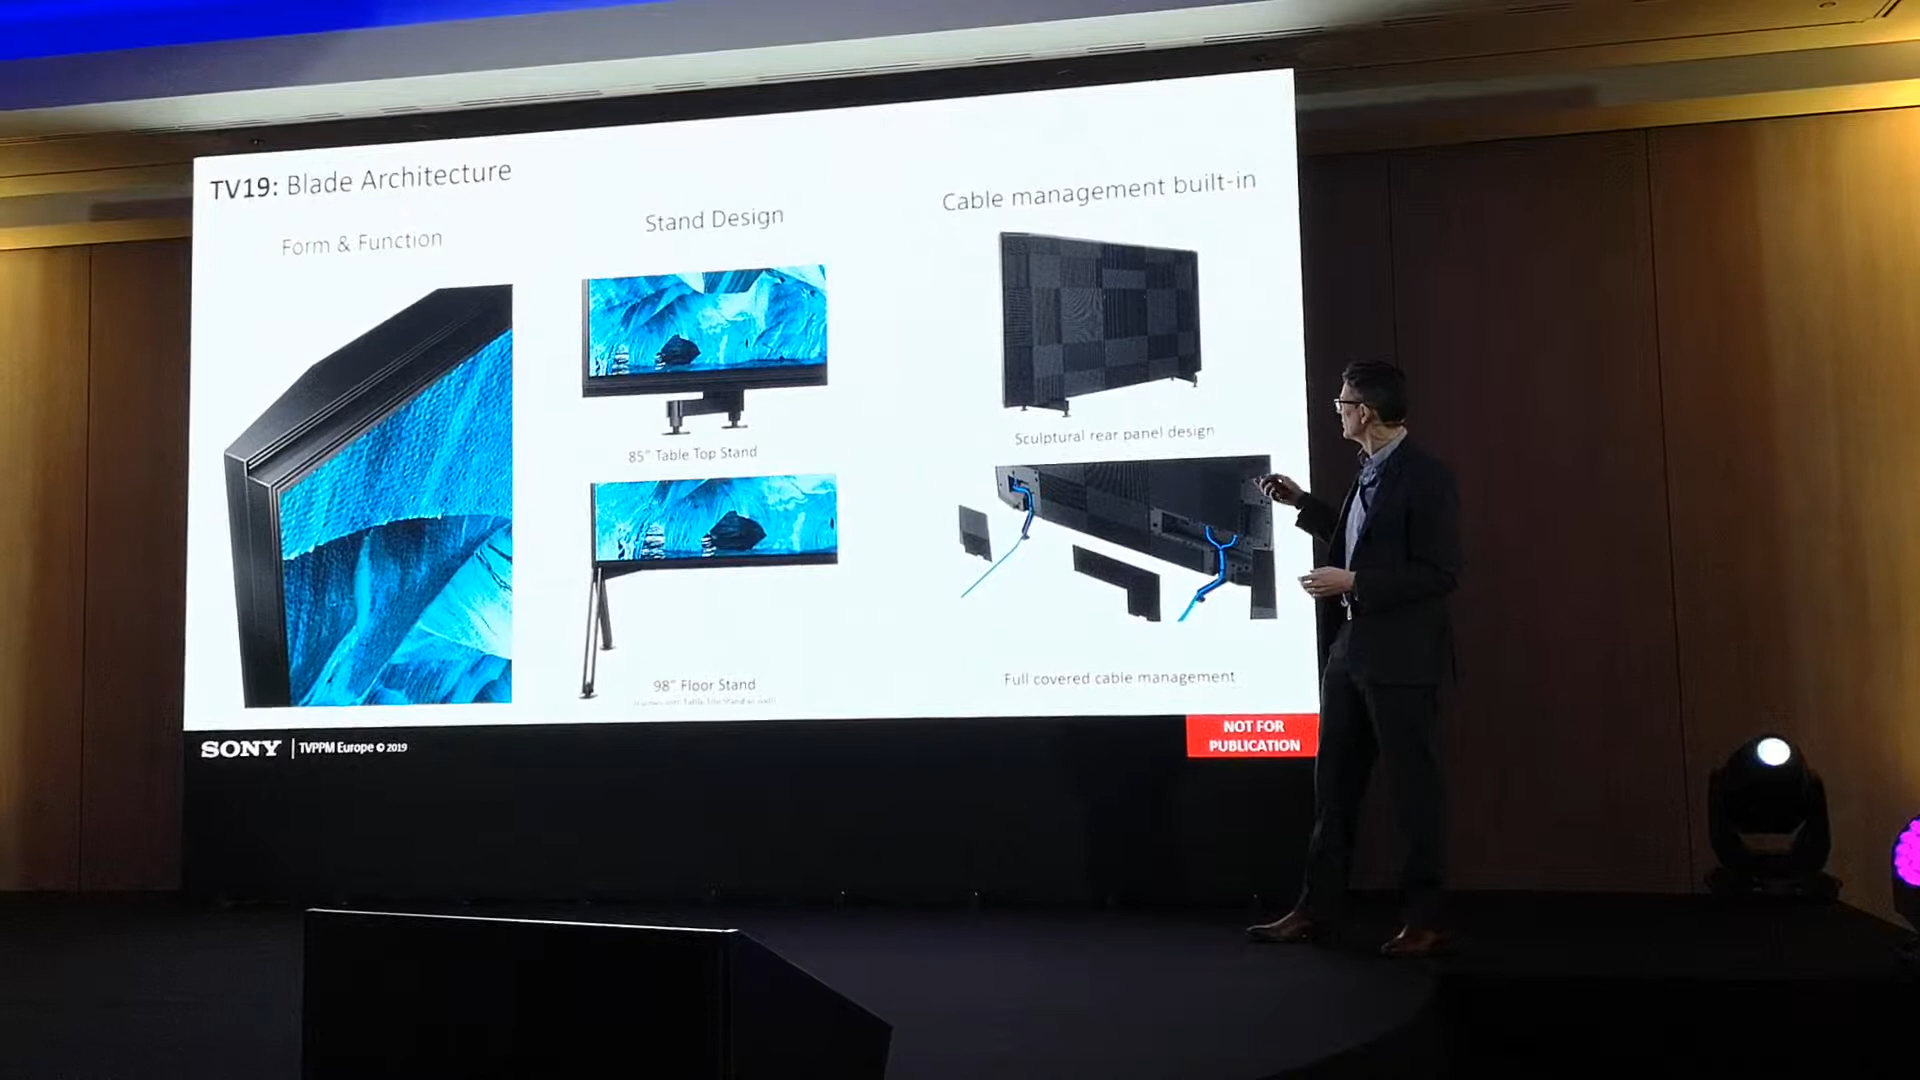 TV19: Blade Architecture
Form & Function
Stand Design
85" Table Top Stand
98" Floor Stand
Cable management built-in
Sculptural rear panel design
Full covered cable management
SONY
TVPPM Europe © 2019
NOT FOR
PUBLICATION